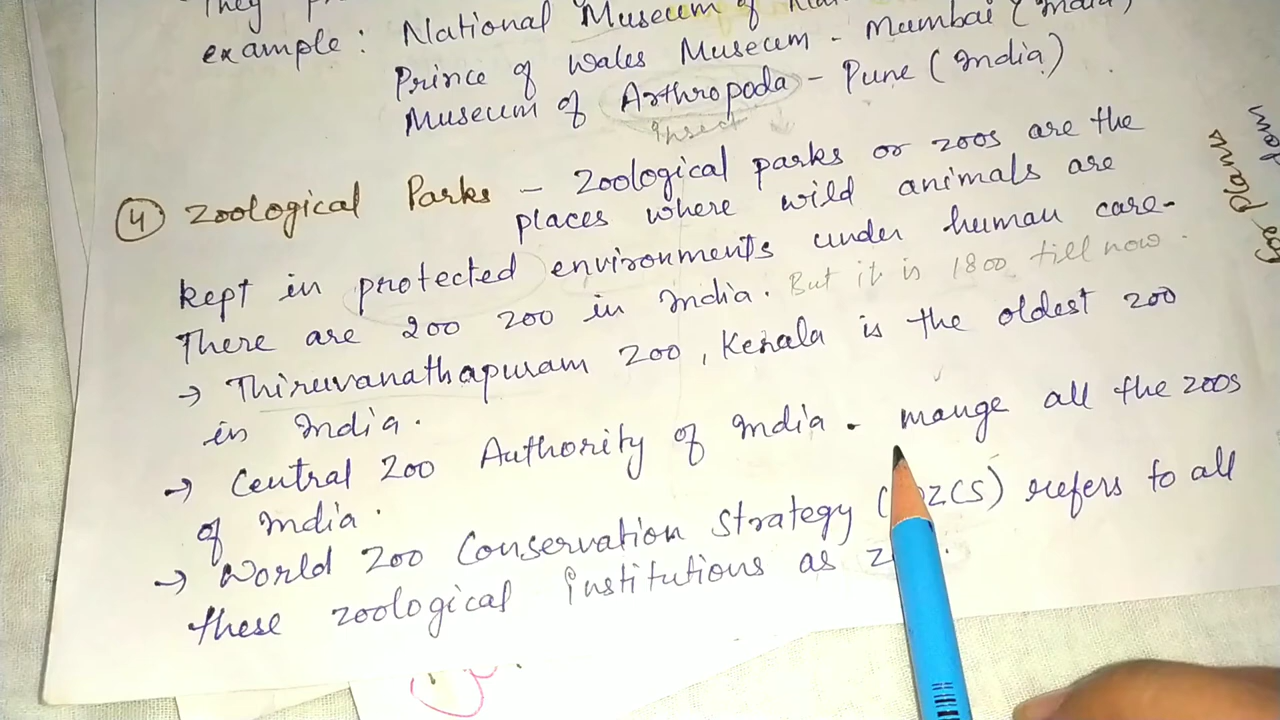 They
example: National Museum of
Prince of Wales Museum - Mumbai (India)
Museum of Arthropoda - Pune (India)
Insect
④ Zoological Parks - Zoological parks or zoos are the
places where wild animals are
kept in protected environments under human care.
There are 200 zoo in India. But it is 1800 till now.
→ Thiruvanathapuram zoo, Kerala is the oldest zoo
in India.
→ Central zoo Authority of India - mange all the zoos
of India.
→ World zoo Conservation Strategy ( ZCS) refers to all
these zoological institutions as